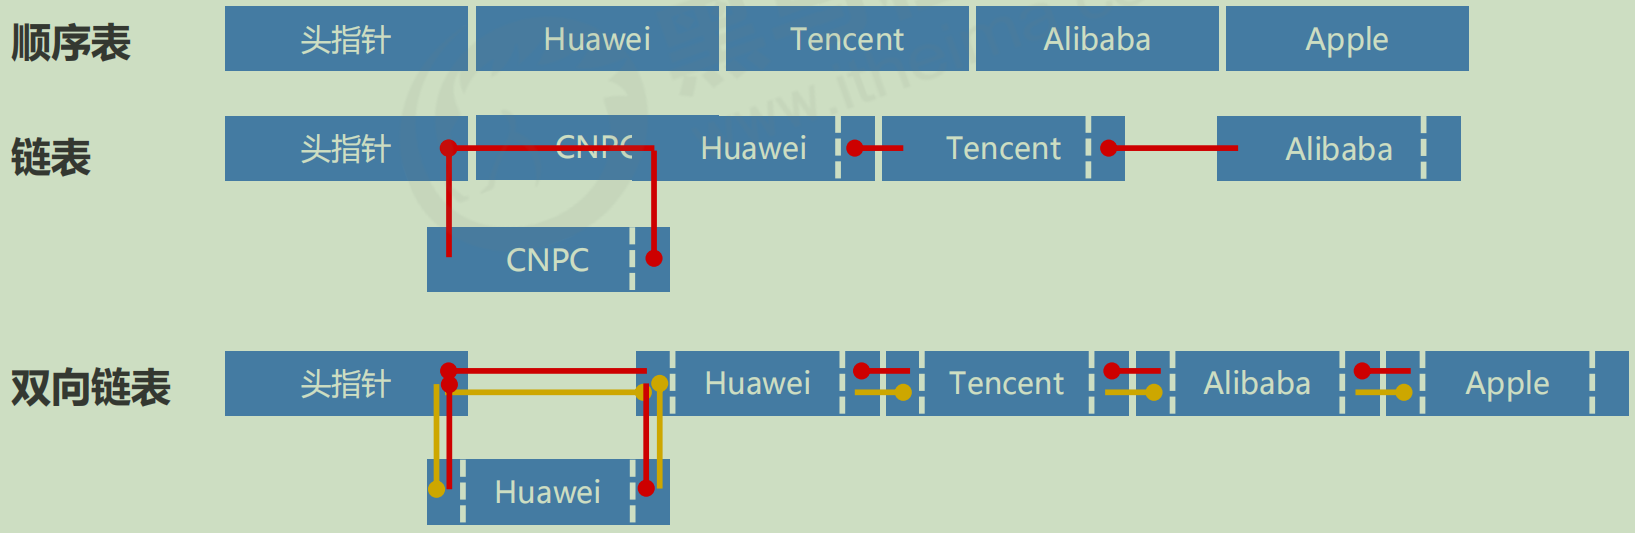 顺序表 头指针 Huawei Tencent Alibaba Apple
链表 头指针 CNPC Huawei Tencent Alibaba
CNPC
双向链表 头指针 Huawei Tencent Alibaba Apple
Huawei